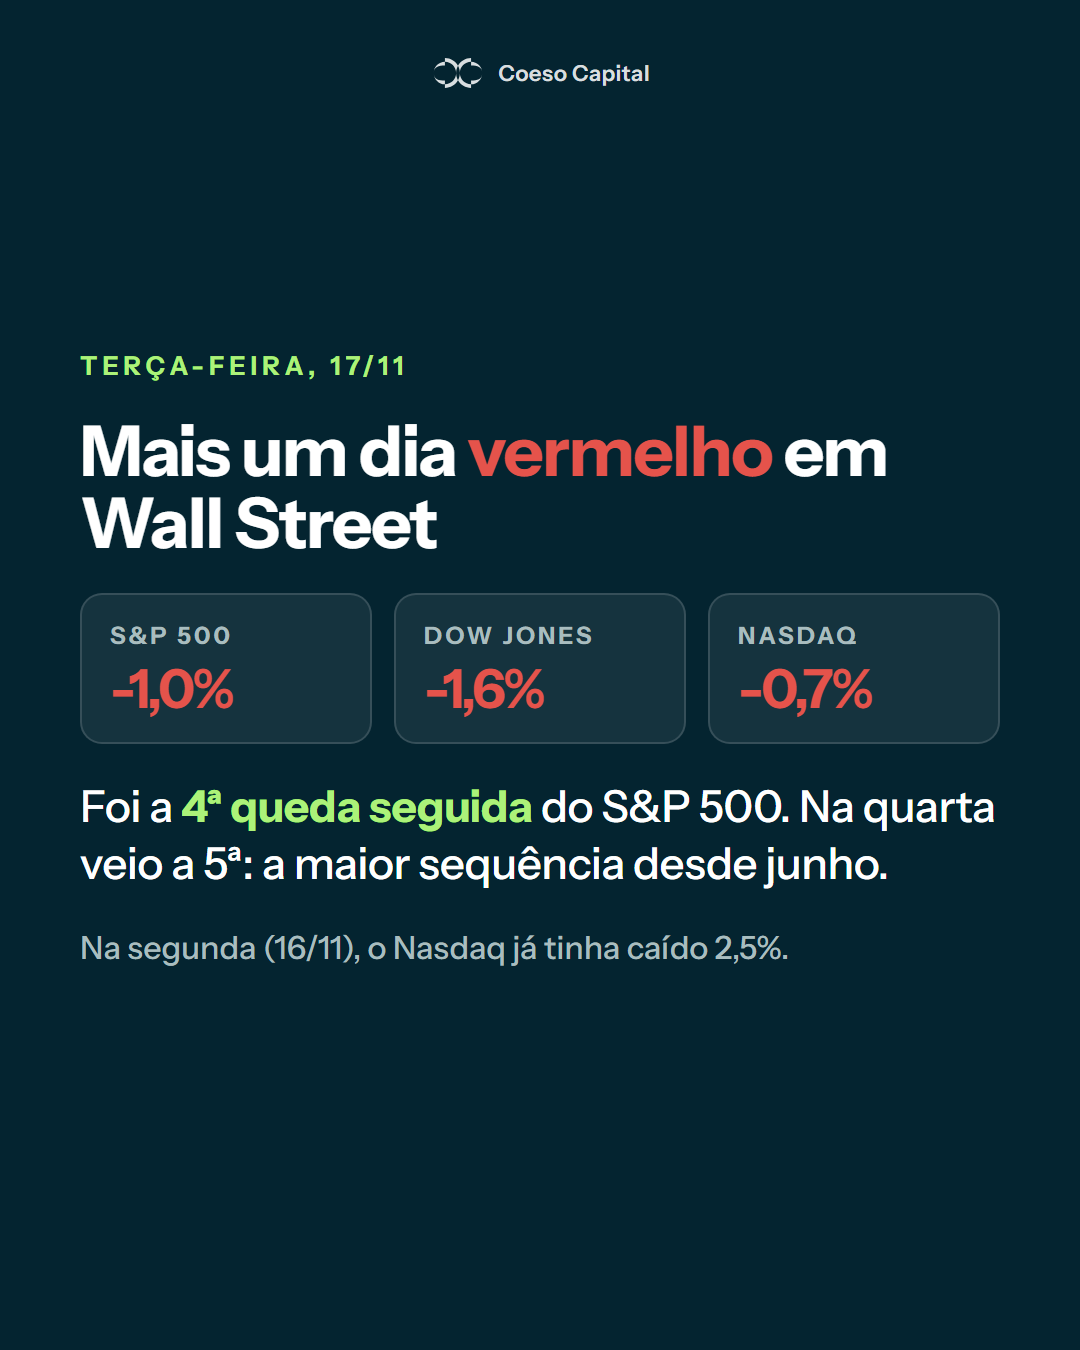 Coeso Capital
TERÇA-FEIRA, 17/11
Mais um dia vermelho em
Wall Street
S&P 500
-1,0%
DOW JONES
-1,6%
NASDAQ
-0,7%
Foi a 4ª queda seguida do S&P 500. Na quarta
veio a 5ª: a maior sequência desde junho.
Na segunda (16/11), o Nasdaq já tinha caído 2,5%.